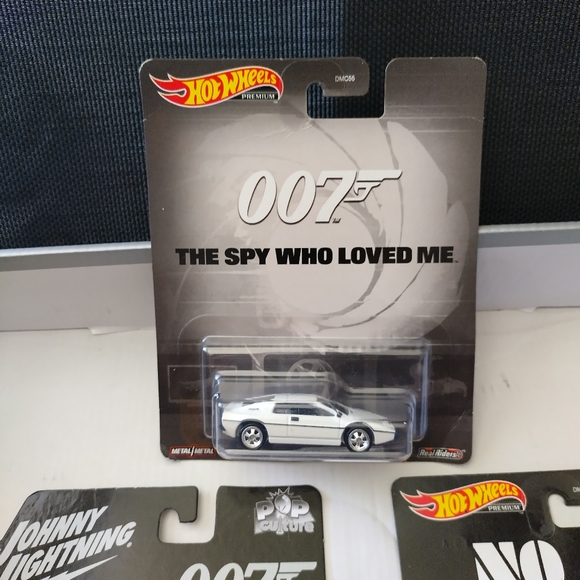 HOT WHEELS
PREMIUM
DMC55
007
TM
THE SPY WHO LOVED ME
METAL/METAL
Real Riders
JOHNNY
LIGHTNING
POP
culture
007
HOT WHEELS
PREMIUM
NO